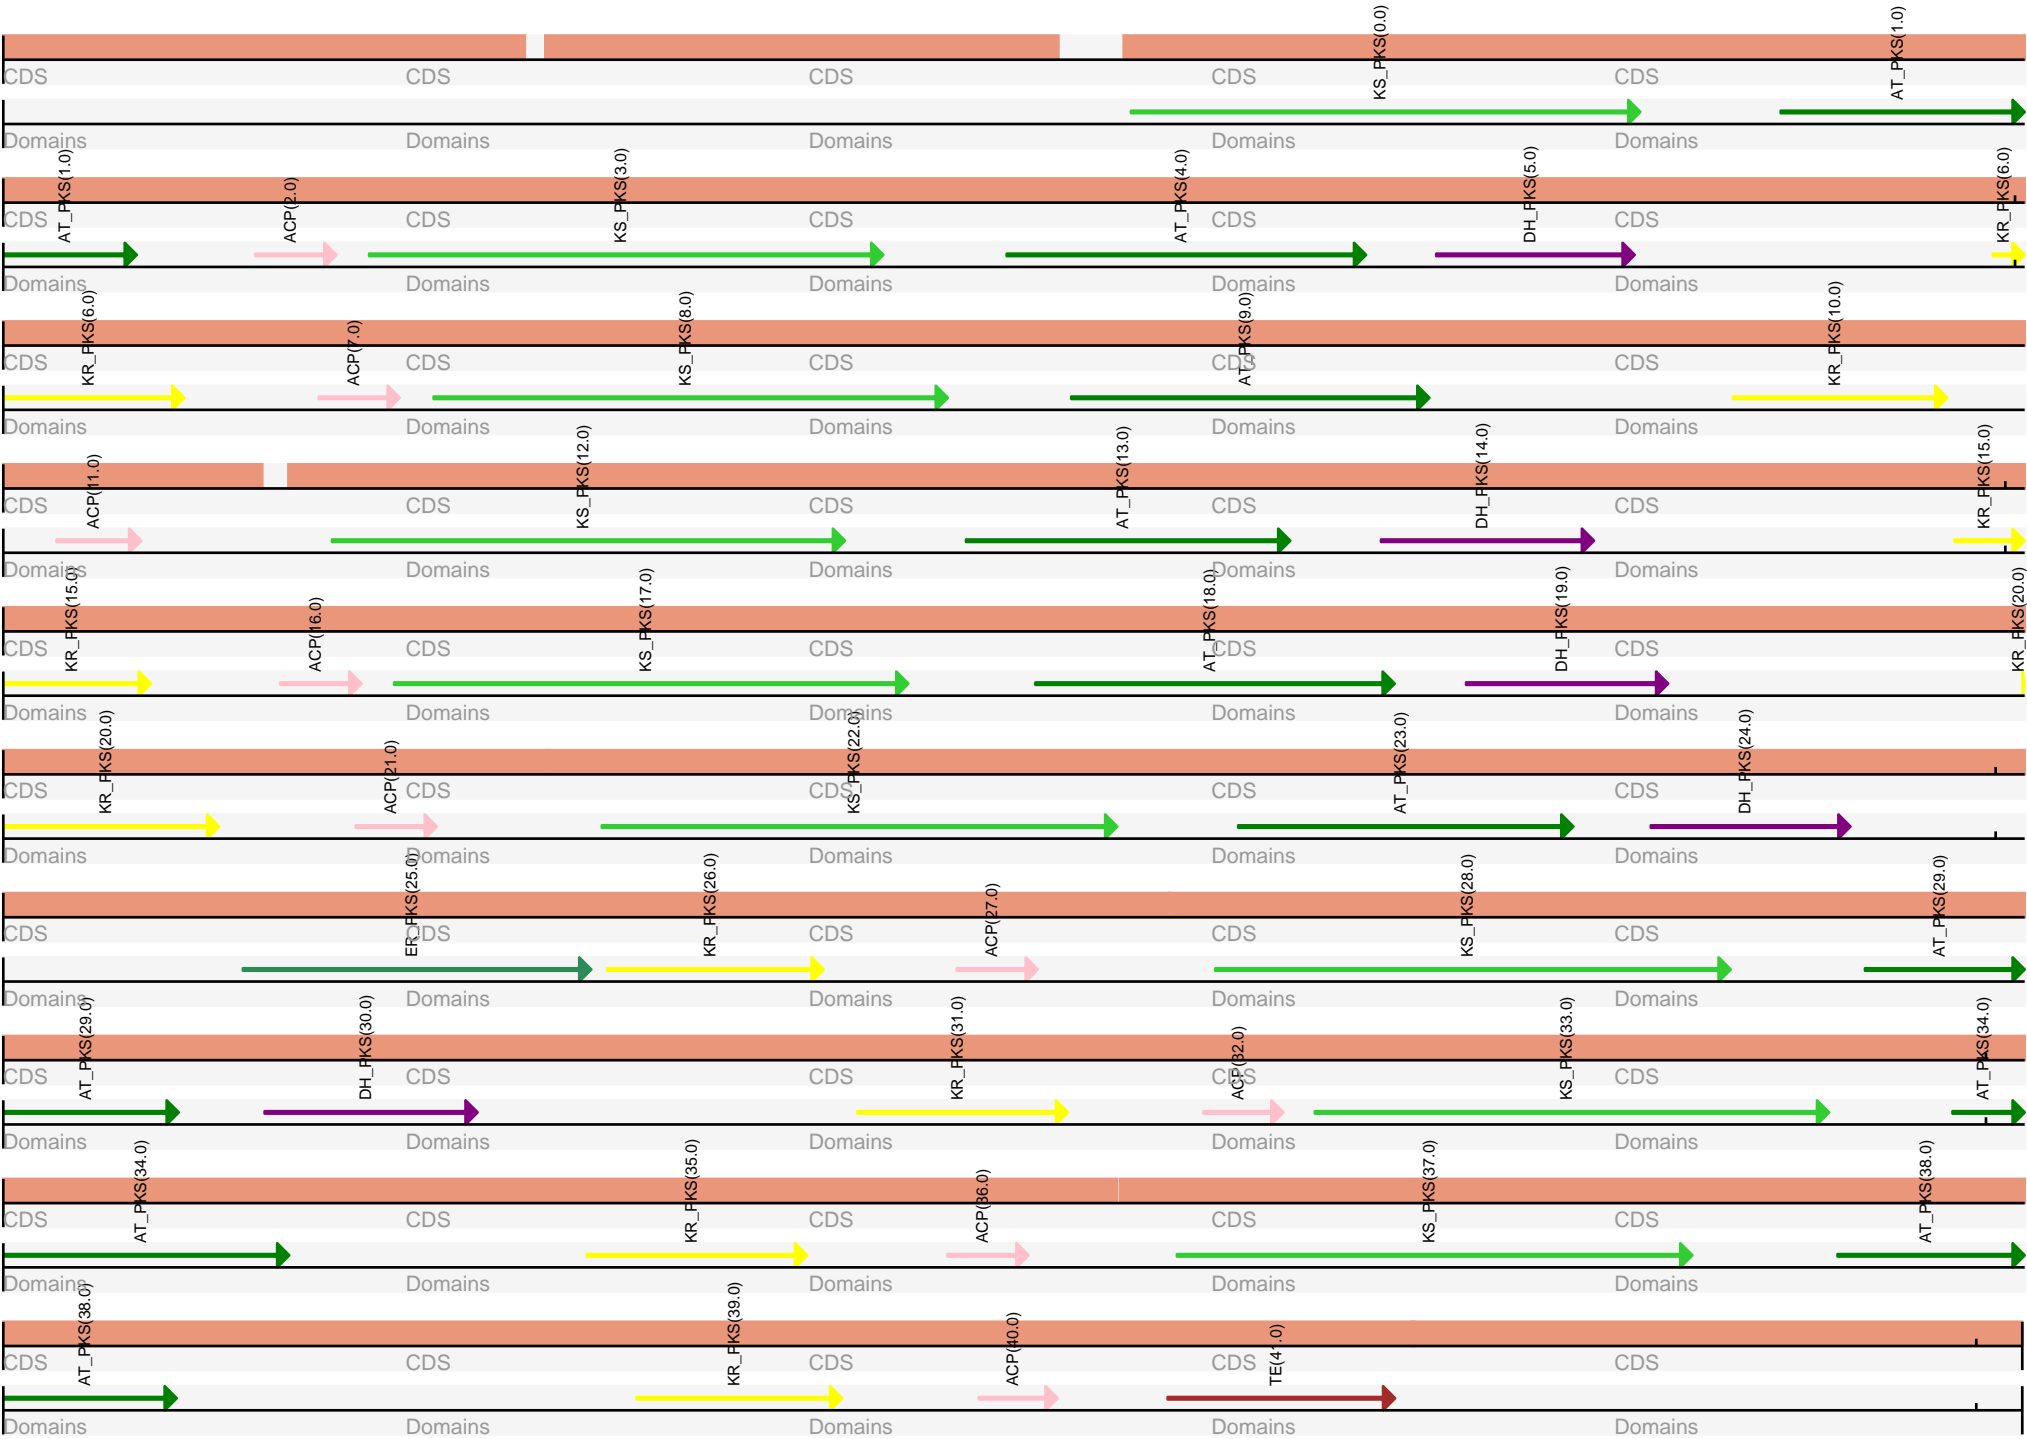 KS_PKS(0.0) AT_PKS(1.0)
CDS CDS CDS CDS CDS
Domains Domains Domains Domains Domains
AT_PKS(1.0) ACP(2.0) KS_PKS(3.0) AT_PKS(4.0) DH_PKS(5.0) KR_PKS(6.0)
CDS CDS CDS CDS CDS
Domains Domains Domains Domains Domains
KR_PKS(6.0) ACP(7.0) KS_PKS(8.0) AT_PKS(9.0) KR_PKS(10.0)
CDS CDS CDS CDS CDS
Domains Domains Domains Domains Domains
ACP(11.0) KS_PKS(12.0) AT_PKS(13.0) DH_PKS(14.0) KR_PKS(15.0)
CDS CDS CDS CDS CDS
Domains Domains Domains Domains Domains
KR_PKS(15.0) ACP(16.0) KS_PKS(17.0) AT_PKS(18.0) DH_PKS(19.0) KR_PKS(20.0)
CDS CDS CDS CDS CDS
Domains Domains Domains Domains Domains
KR_PKS(20.0) ACP(21.0) KS_PKS(22.0) AT_PKS(23.0) DH_PKS(24.0)
CDS CDS CDS CDS CDS
Domains Domains Domains Domains Domains
ER_PKS(25.0) KR_PKS(26.0) ACP(27.0) KS_PKS(28.0) AT_PKS(29.0)
CDS CDS CDS CDS CDS
Domains Domains Domains Domains Domains
AT_PKS(29.0) DH_PKS(30.0) KR_PKS(31.0) ACP(32.0) KS_PKS(33.0) AT_PKS(34.0)
CDS CDS CDS CDS CDS
Domains Domains Domains Domains Domains
AT_PKS(34.0) KR_PKS(35.0) ACP(36.0) KS_PKS(37.0) AT_PKS(38.0)
CDS CDS CDS CDS CDS
Domains Domains Domains Domains Domains
AT_PKS(38.0) KR_PKS(39.0) ACP(40.0) TE(41.0)
CDS CDS CDS CDS CDS
Domains Domains Domains Domains Domains